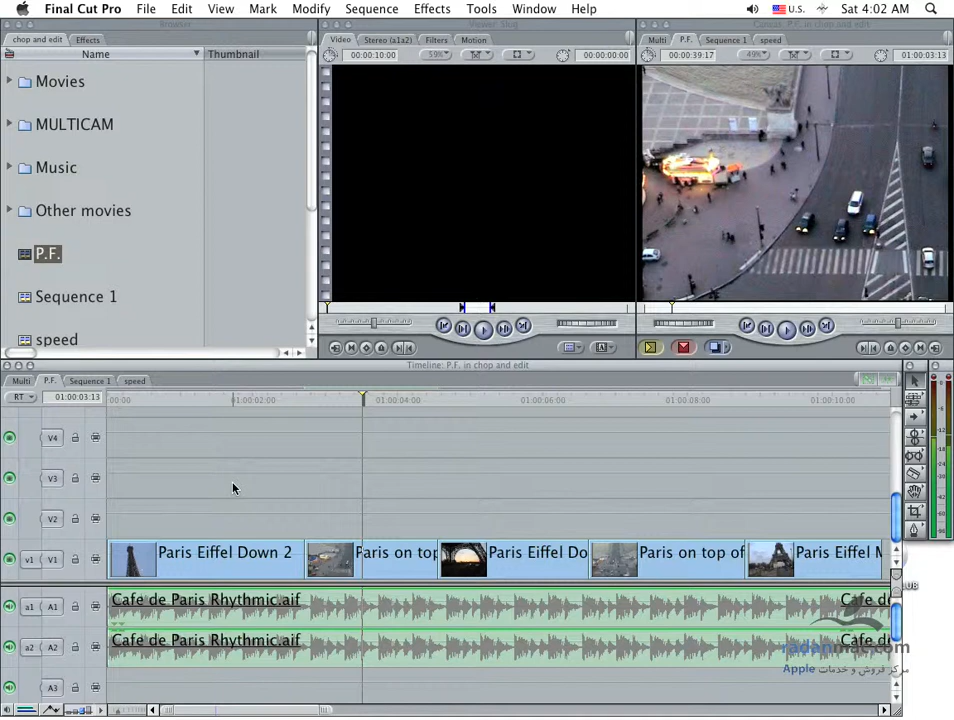 Final Cut Pro File Edit View Mark Modify Sequence Effects Tools Window Help U.S. Sat 4:02 AM
Viewer: Slug
chop and edit Effects
Video Stereo (a1a2) Filters Motion
Multi P.F. Sequence 1 speed
Name Thumbnail
00:00:10:00 59% 00:00:00:00
00:00:39:17 49% 01:00:03:13
Movies
MULTICAM
Music
Other movies
P.F.
Sequence 1
speed
Timeline: P.F. in chop and edit
Multi P.F. Sequence 1 speed
RT 01:00:03:13 00:00 01:00:02:00 01:00:04:00 01:00:06:00 01:00:08:00 01:00:10:00
V4
V3
V2
v1 V1 Paris Eiffel Down 2 Paris on top Paris Eiffel Do Paris on top of Paris Eiffel M
a1 A1 Cafe de Paris Rhythmic.aif Cafe d
a2 A2 Cafe de Paris Rhythmic.aif Cafe d
A3
radanmac.com
مرکز فروش و خدمات Apple